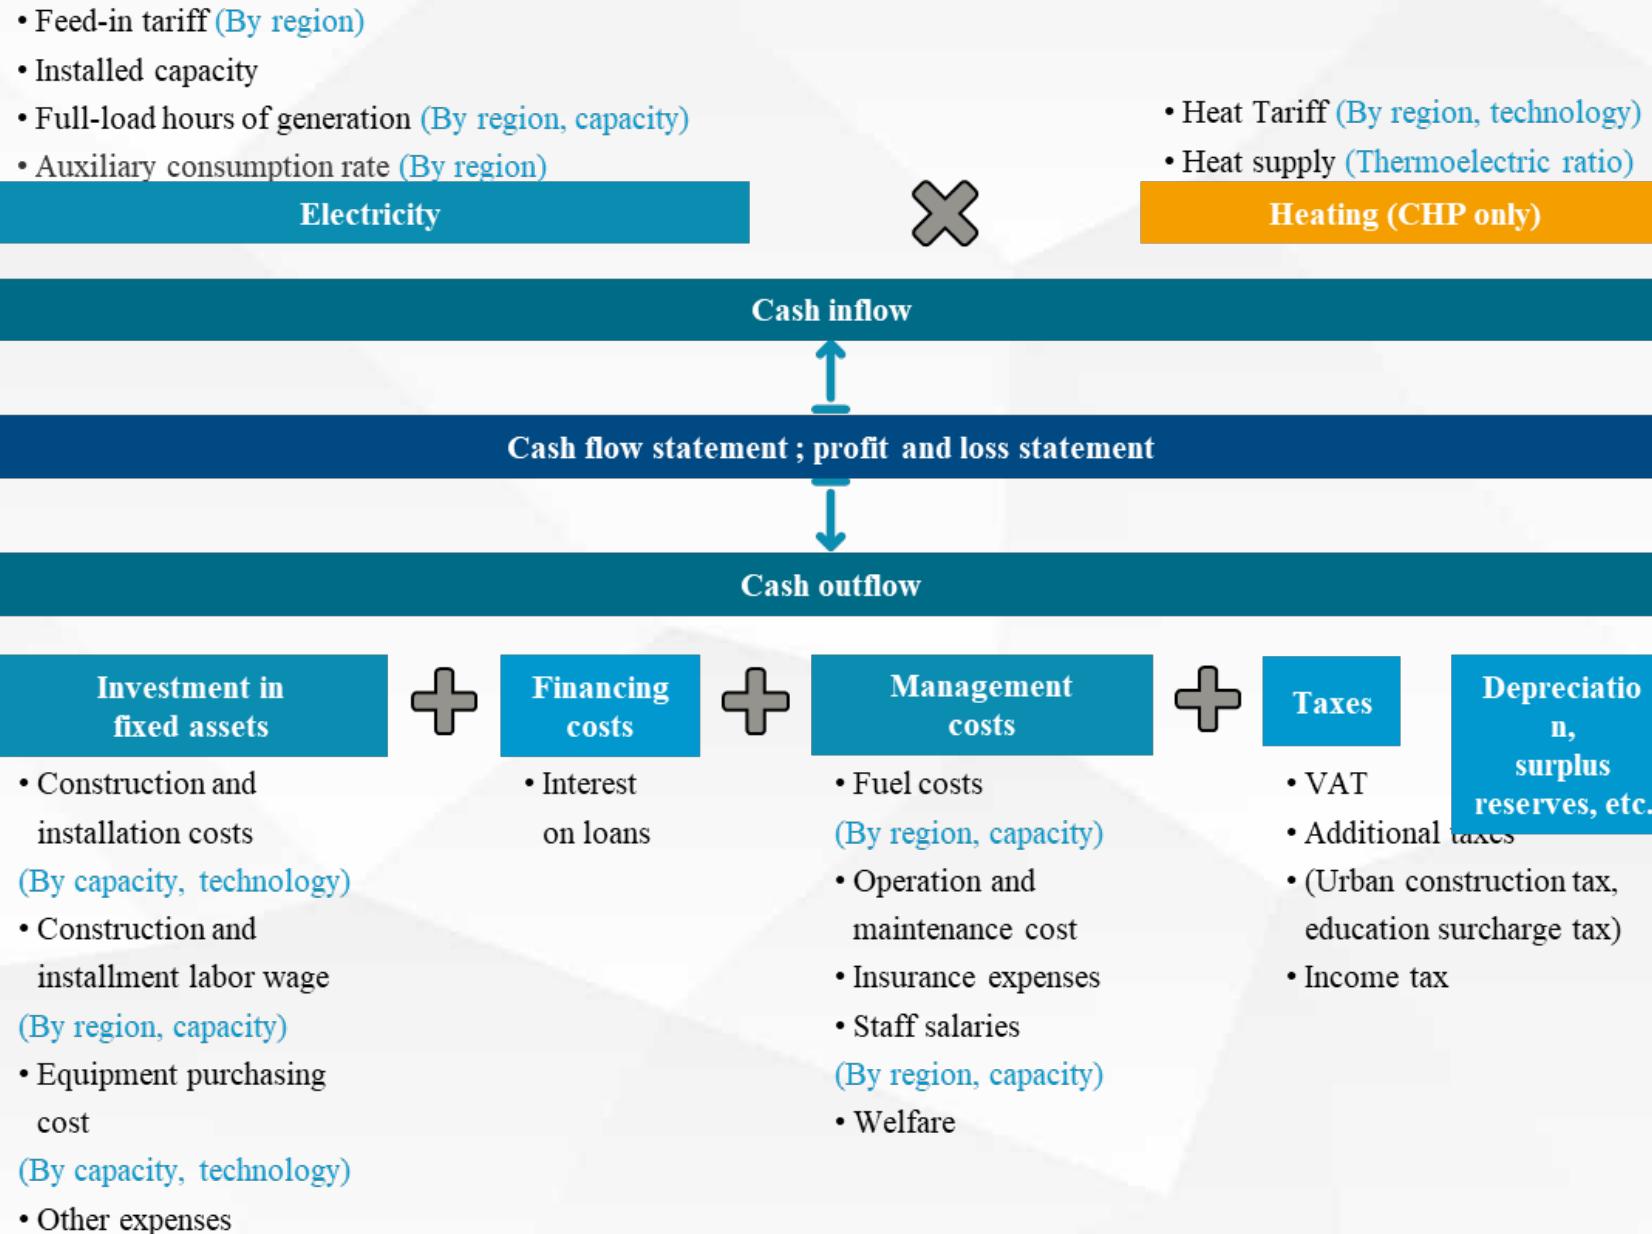 • Feed-in tariff (By region)
• Installed capacity
• Full-load hours of generation (By region, capacity)
• Auxiliary consumption rate (By region)
• Heat Tariff (By region, technology)
• Heat supply (Thermoelectric ratio)
Electricity
Heating (CHP only)
Cash inflow
Cash flow statement ; profit and loss statement
Cash outflow
Investment in
fixed assets
• Construction and
installation costs
(By capacity, technology)
• Construction and
installment labor wage
(By region, capacity)
• Equipment purchasing
cost
(By capacity, technology)
• Other expenses
Financing
costs
• Interest
on loans
Management
costs
• Fuel costs
(By region, capacity)
• Operation and
maintenance cost
• Insurance expenses
• Staff salaries
(By region, capacity)
• Welfare
Taxes
• VAT
• Additional taxes
• (Urban construction tax,
education surcharge tax)
• Income tax
Depreciatio
n,
surplus
reserves, etc.